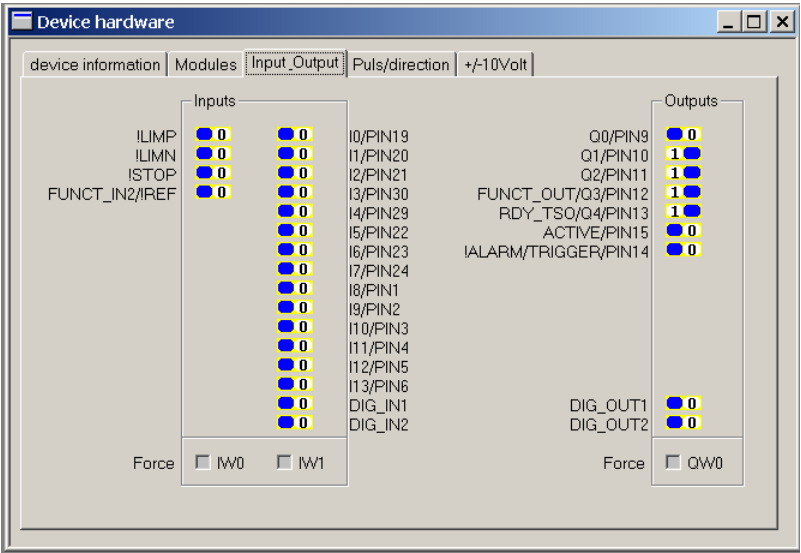 Device hardware
device information Modules Input_Output Puls/direction +/-10Volt
Inputs Outputs
!LIMP 0 0 I0/PIN19 Q0/PIN9 0
!LIMN 0 0 I1/PIN20 Q1/PIN10 1
!STOP 0 0 I2/PIN21 Q2/PIN11 1
FUNCT_IN2/!REF 0 0 I3/PIN30 FUNCT_OUT/Q3/PIN12 1
0 I4/PIN29 RDY_TSO/Q4/PIN13 1
0 I5/PIN22 ACTIVE/PIN15 0
0 I6/PIN23 !ALARM/TRIGGER/PIN14 0
0 I7/PIN24
0 I8/PIN1
0 I9/PIN2
0 I10/PIN3
0 I11/PIN4
0 I12/PIN5
0 I13/PIN6
0 DIG_IN1 DIG_OUT1 0
0 DIG_IN2 DIG_OUT2 0
Force IW0 IW1 Force QW0